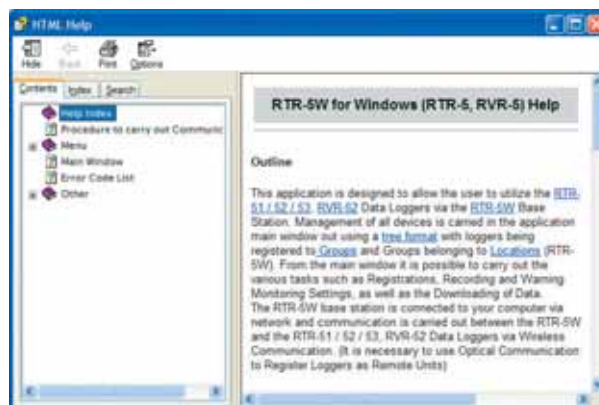 HTML Help
Hide Back Print Options
Contents Index Search
Help Index
Procedure to carry out Communic
Menu
Main Window
Error Code List
Other
RTR-5W for Windows (RTR-5, RVR-5) Help
Outline
This application is designed to allow the user to utilize the RTR-
51 / 52 / 53, RVR-52 Data Loggers via the RTR-5W Base
Station. Management of all devices is carried in the application
main window out using a tree format with loggers being
registered to Groups and Groups belonging to Locations (RTR-
5W). From the main window it is possible to carry out the
various tasks such as Registrations, Recording and Warning
Monitoring Settings, as well as the Downloading of Data.
The RTR-5W base station is connected to your computer via
network and communication is carried out between the RTR-5W
and the RTR-51 / 52 / 53, RVR-52 Data Loggers via Wireless
Communication. (It is necessary to use Optical Communication
to Register Loggers as Remote Units)